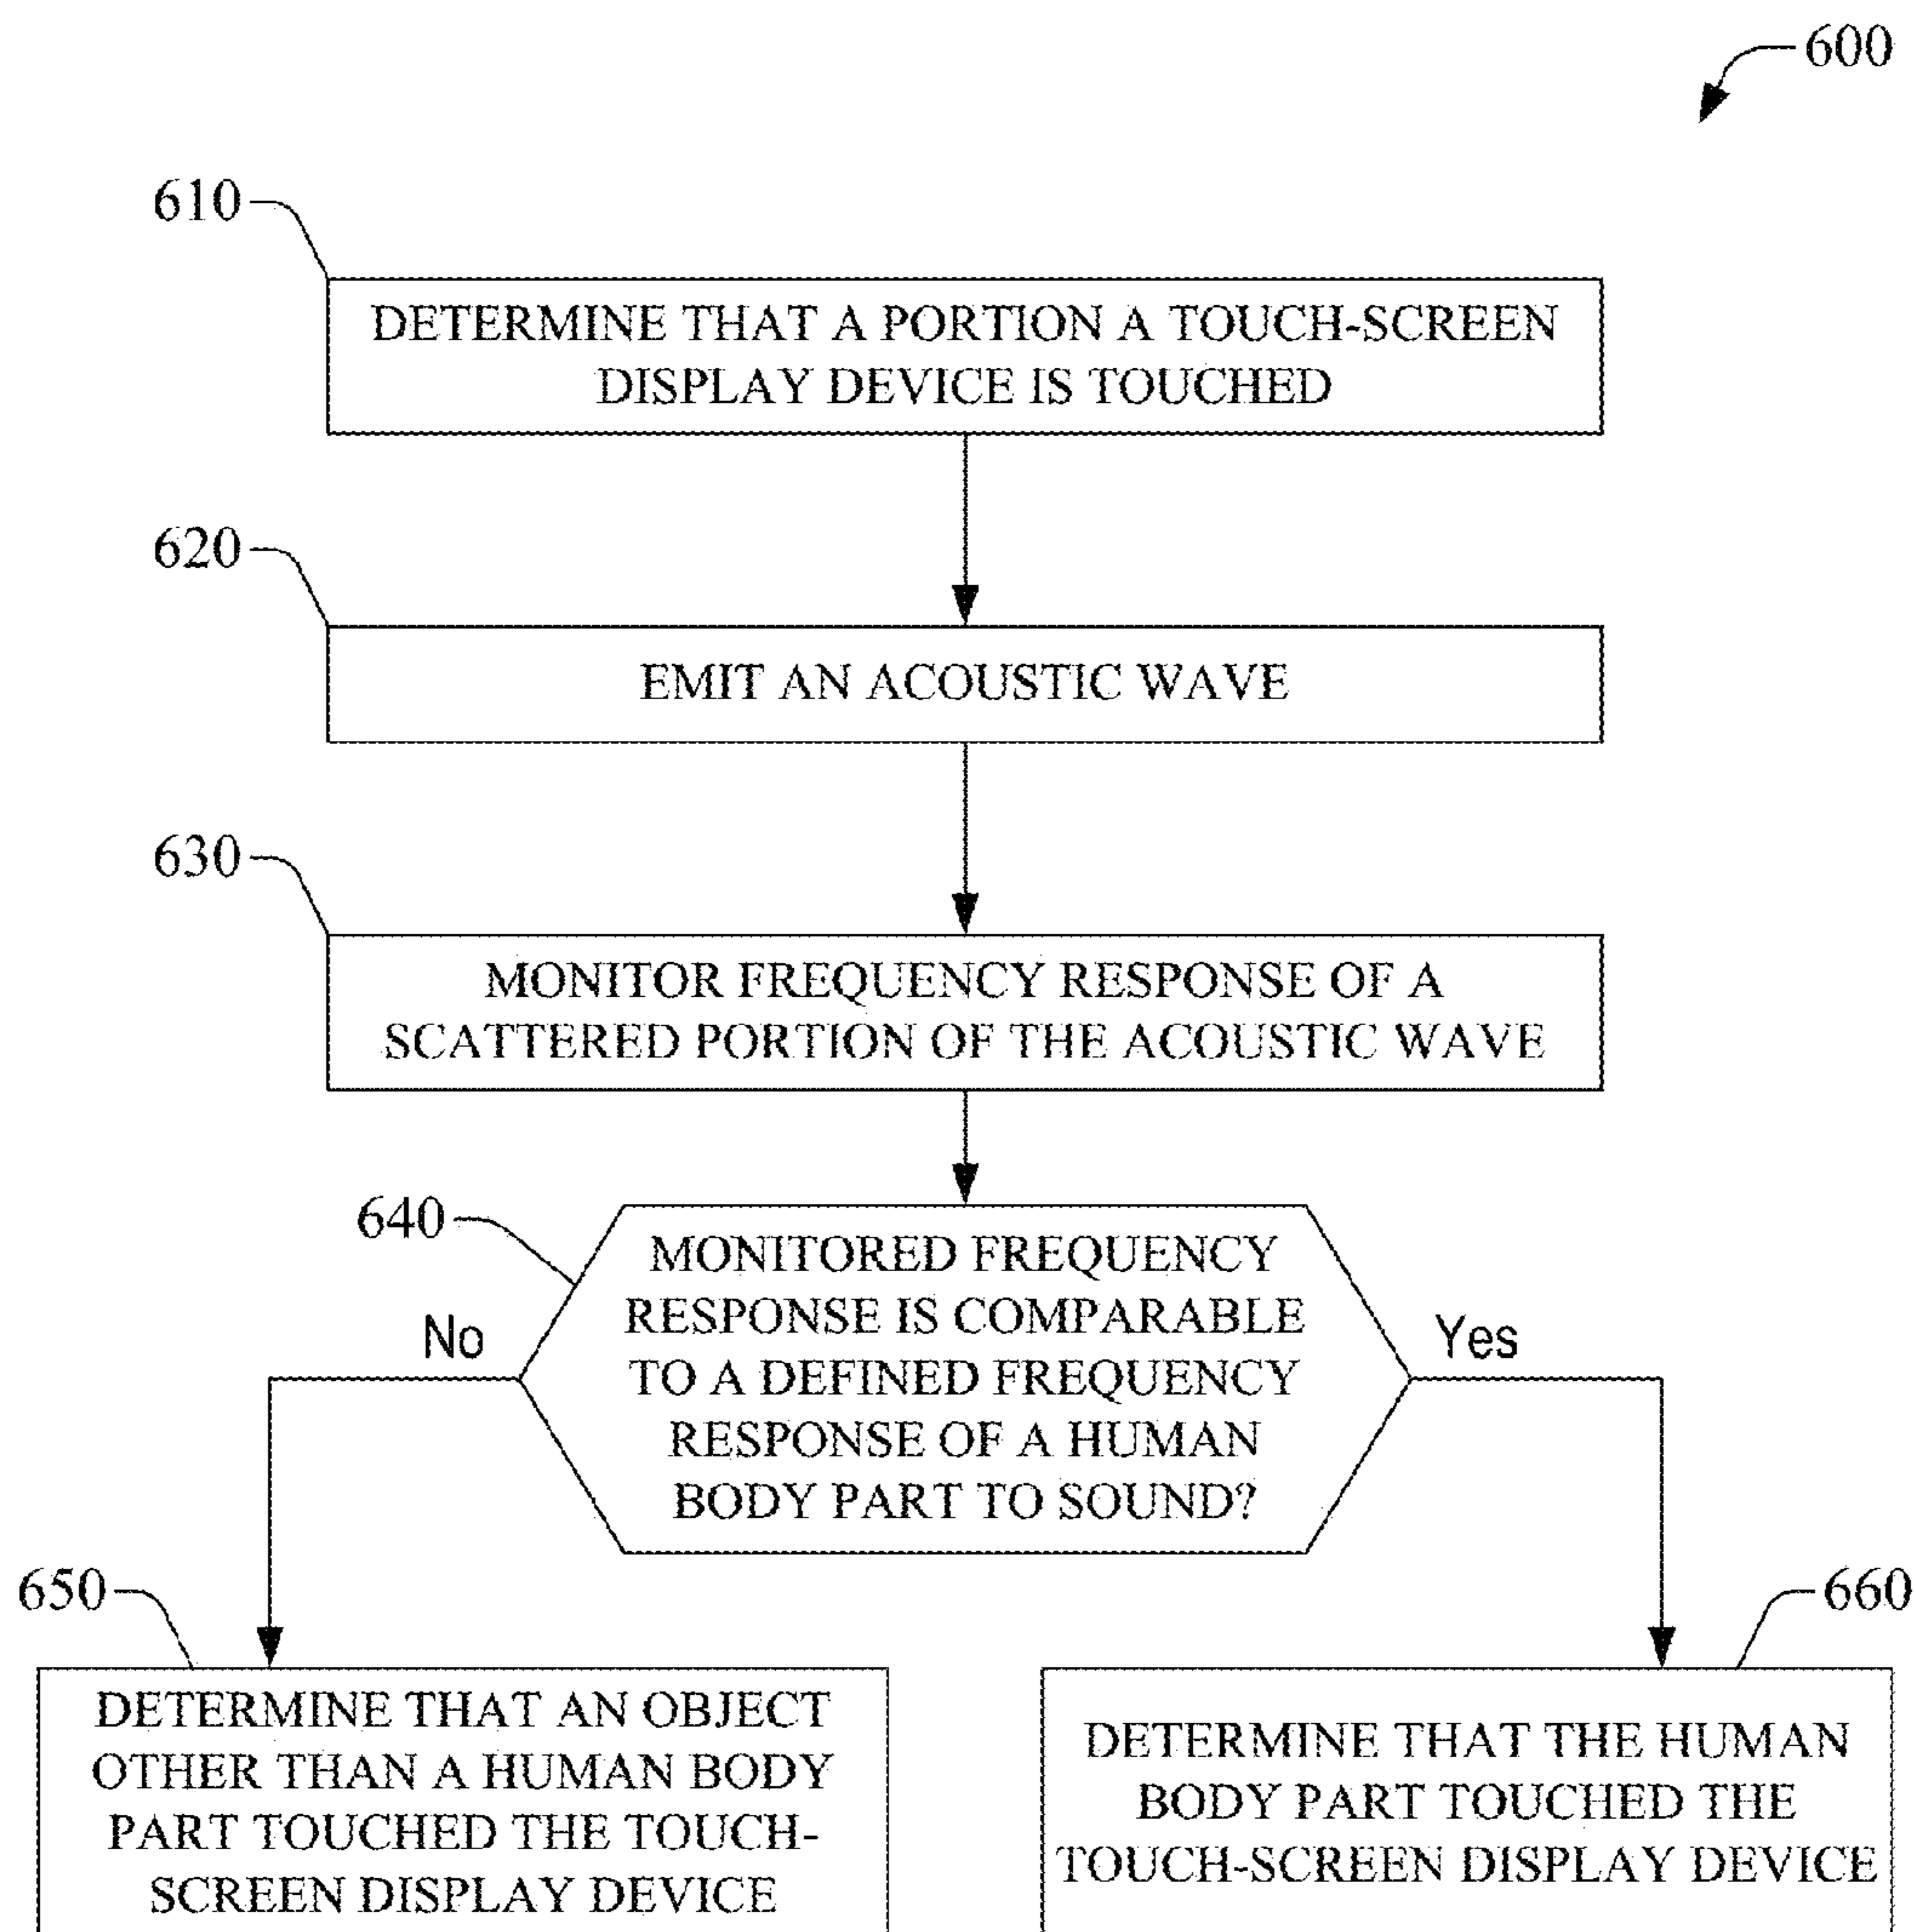 600
610
DETERMINE THAT A PORTION A TOUCH-SCREEN
DISPLAY DEVICE IS TOUCHED
620
EMIT AN ACOUSTIC WAVE
630
MONITOR FREQUENCY RESPONSE OF A
SCATTERED PORTION OF THE ACOUSTIC WAVE
640
MONITORED FREQUENCY
RESPONSE IS COMPARABLE
TO A DEFINED FREQUENCY
RESPONSE OF A HUMAN
BODY PART TO SOUND?
No
Yes
650
DETERMINE THAT AN OBJECT
OTHER THAN A HUMAN BODY
PART TOUCHED THE TOUCH-
SCREEN DISPLAY DEVICE
660
DETERMINE THAT THE HUMAN
BODY PART TOUCHED THE
TOUCH-SCREEN DISPLAY DEVICE